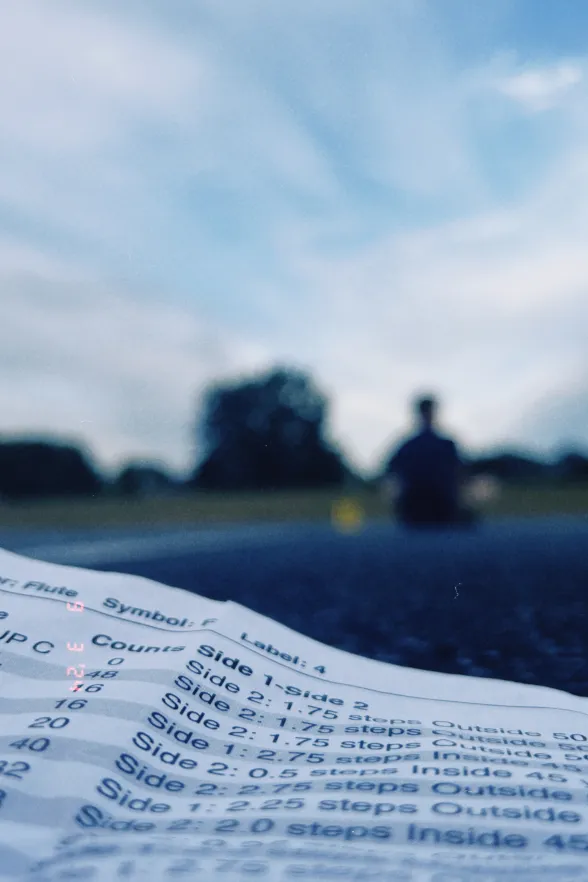 Flute Symbol: F Label: 4
Counts Side 1-Side 2
0 Side 2: 1.75 steps Outside 50
48 Side 2: 1.75 steps Outside
16 Side 2: 1.75 steps Outside
16 Side 1: 2.75 steps Inside
20 Side 2: 0.5 steps Inside 45
40 Side 2: 2.75 steps Outside
Side 1: 2.25 steps Outside
Side 2: 2.0 steps Inside 45